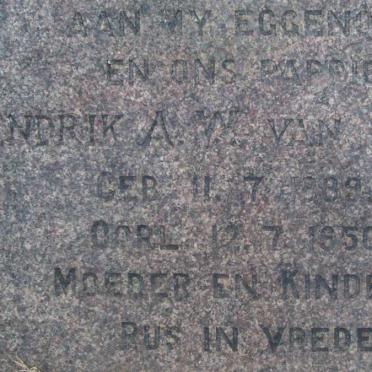 AAN MY EGGENO
EN ONS PAPPIE
NDRIK A. W. VAN
GEB. 11. 7. 1889.
OORL. 12. 7. 1950
MOEDER EN KINDE
RUS IN VREDE